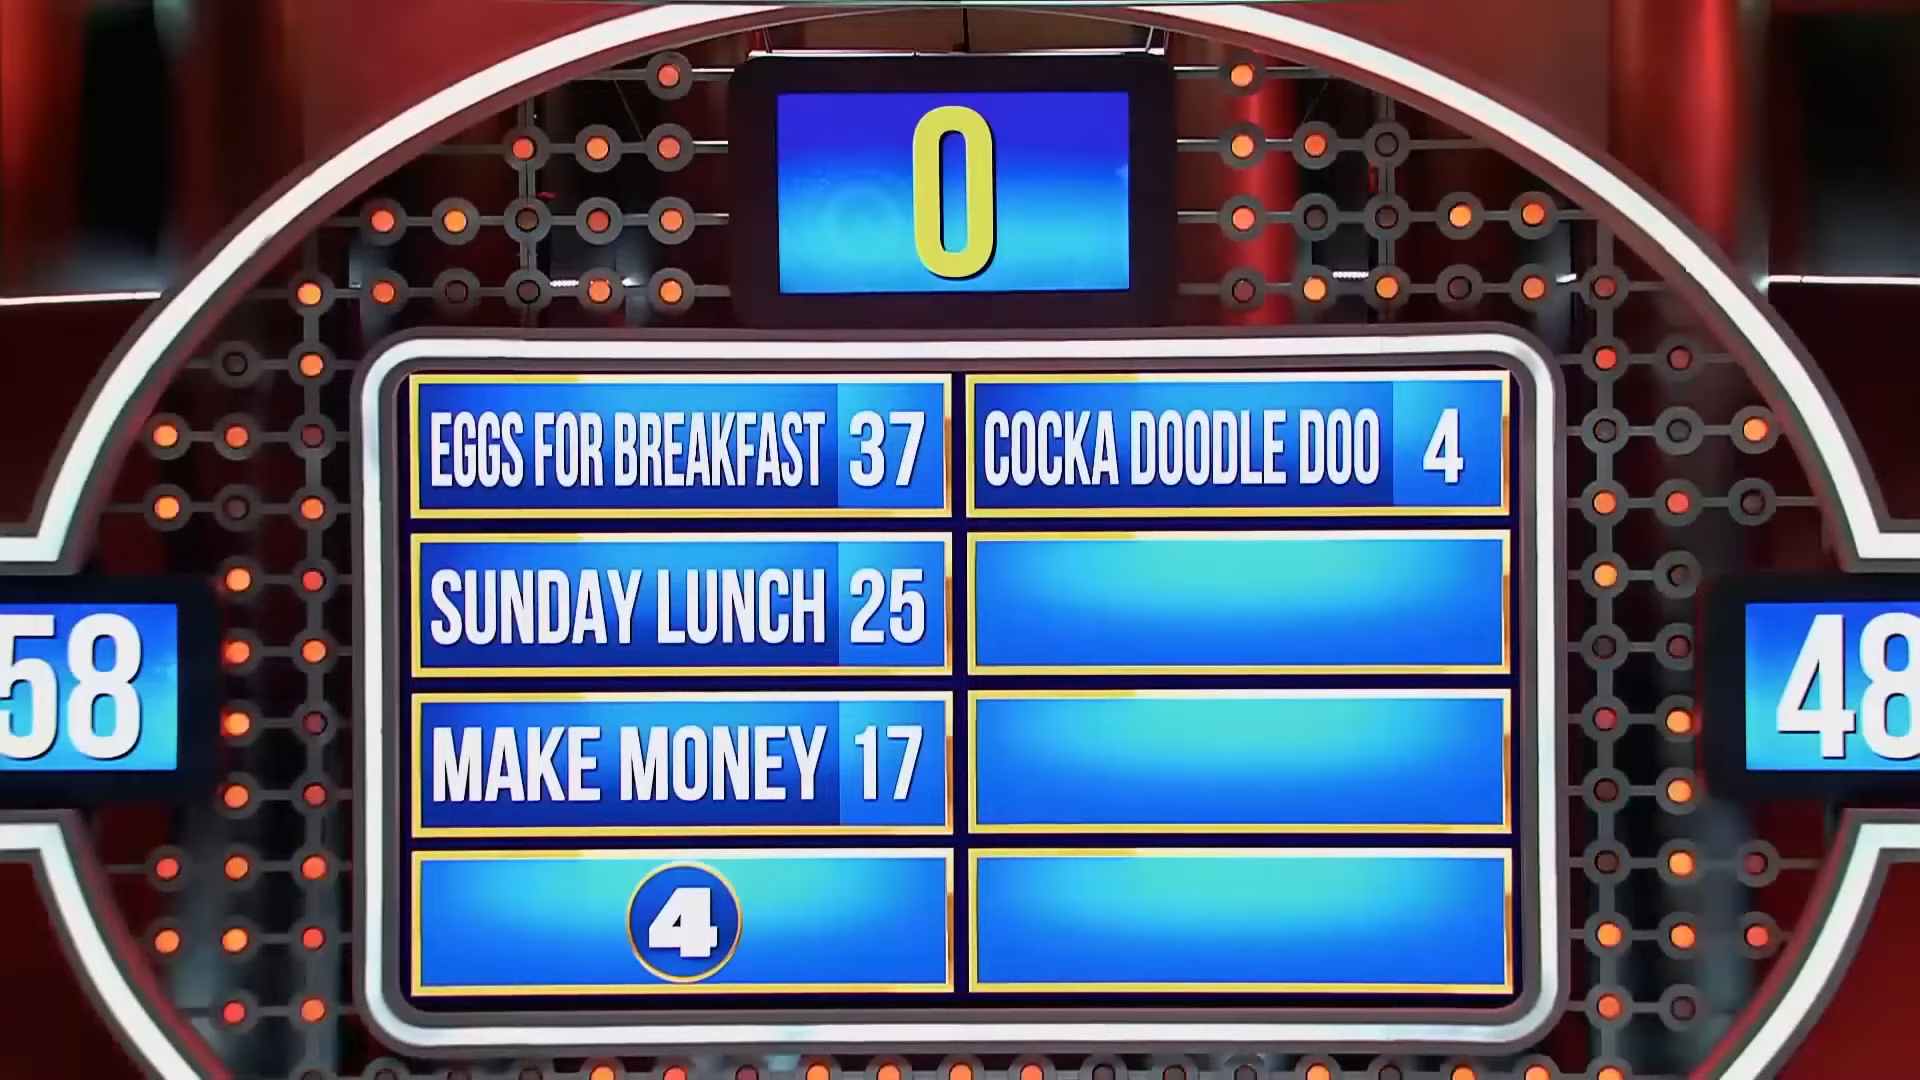 0
EGGS FOR BREAKFAST 37
SUNDAY LUNCH 25
MAKE MONEY 17
4
COCKA DOODLE DOO 4
58
48